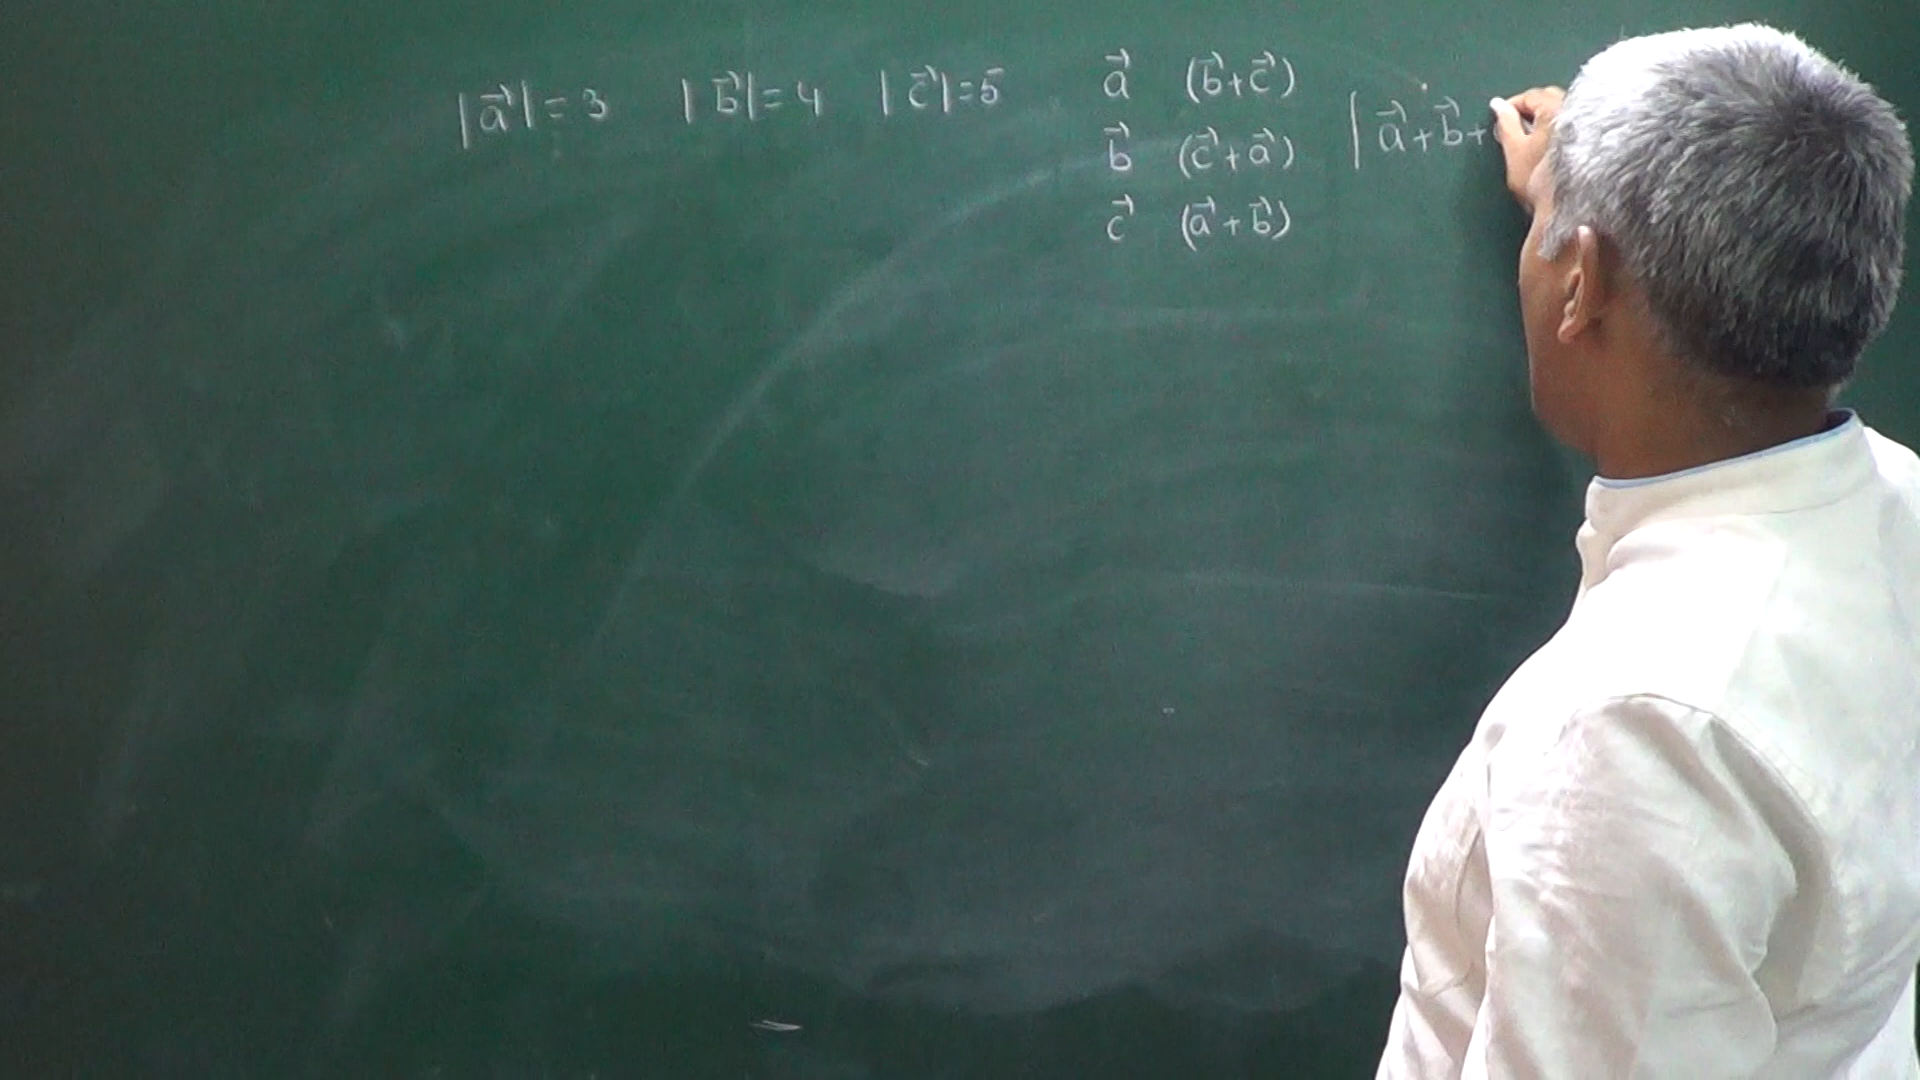 |a⃗| = 3 |b⃗| = 4 |c⃗| = 5
a⃗ (b⃗+c⃗)
b⃗ (c⃗+a⃗)
c⃗ (a⃗+b⃗)
|a⃗+b⃗+